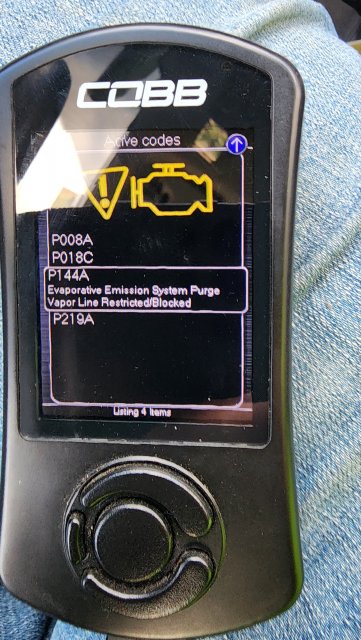 COBB
Active codes
P008A
P018C
P144A
Evaporative Emission System Purge
Vapor Line Restricted/Blocked
P219A
Listing 4 Items